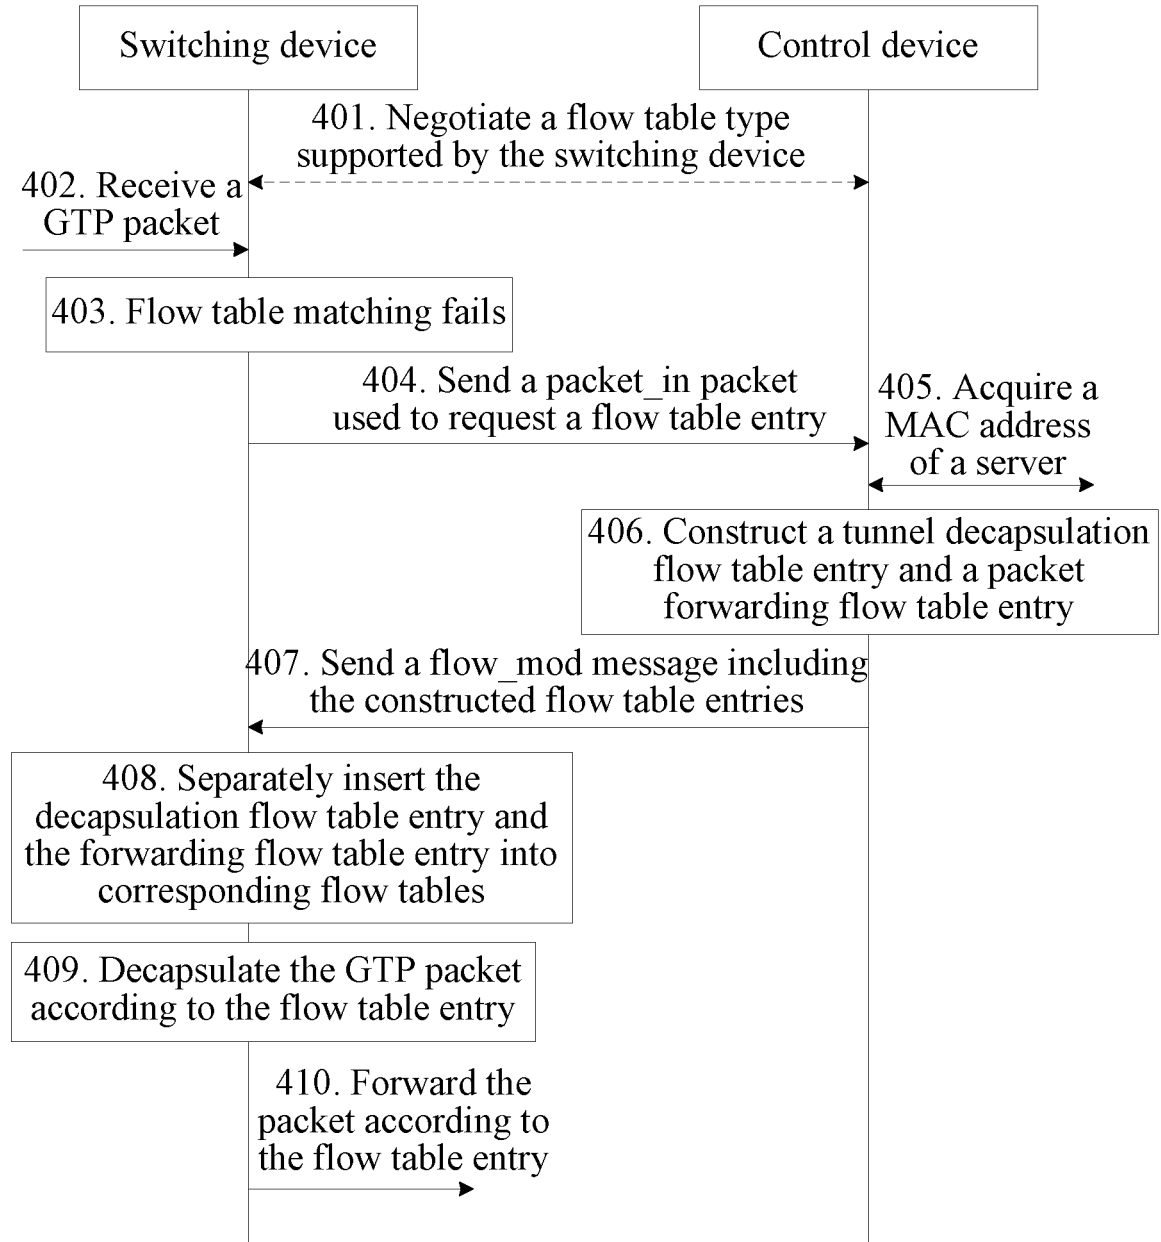 Switching device
Control device
401. Negotiate a flow table type
supported by the switching device
402. Receive a
GTP packet
403. Flow table matching fails
404. Send a packet_in packet
used to request a flow table entry
405. Acquire a
MAC address
of a server
406. Construct a tunnel decapsulation
flow table entry and a packet
forwarding flow table entry
407. Send a flow_mod message including
the constructed flow table entries
408. Separately insert the
decapsulation flow table entry and
the forwarding flow table entry into
corresponding flow tables
409. Decapsulate the GTP packet
according to the flow table entry
410. Forward the
packet according to
the flow table entry